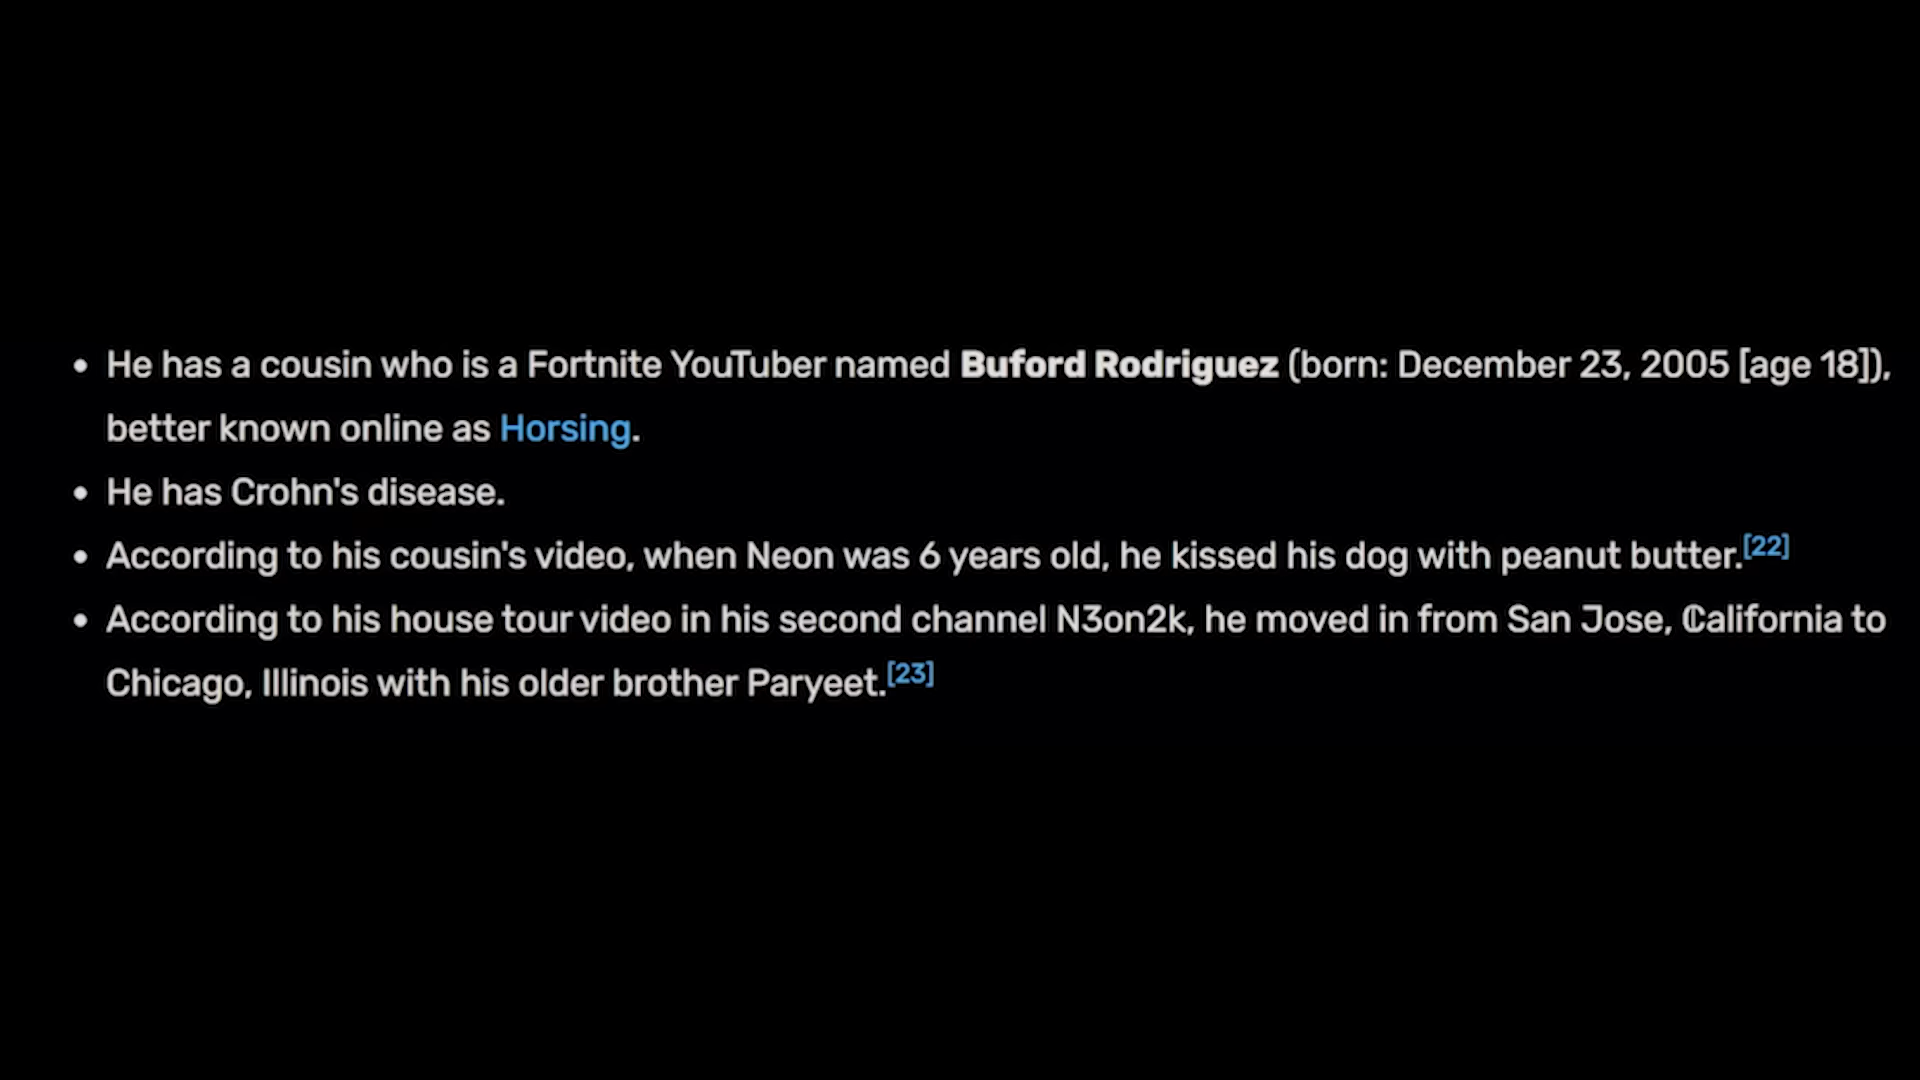 • He has a cousin who is a Fortnite YouTuber named Buford Rodriguez (born: December 23, 2005 [age 18]),
better known online as Horsing.
• He has Crohn's disease.
• According to his cousin's video, when Neon was 6 years old, he kissed his dog with peanut butter.[22]
• According to his house tour video in his second channel N3on2k, he moved in from San Jose, California to
Chicago, Illinois with his older brother Paryeet.[23]